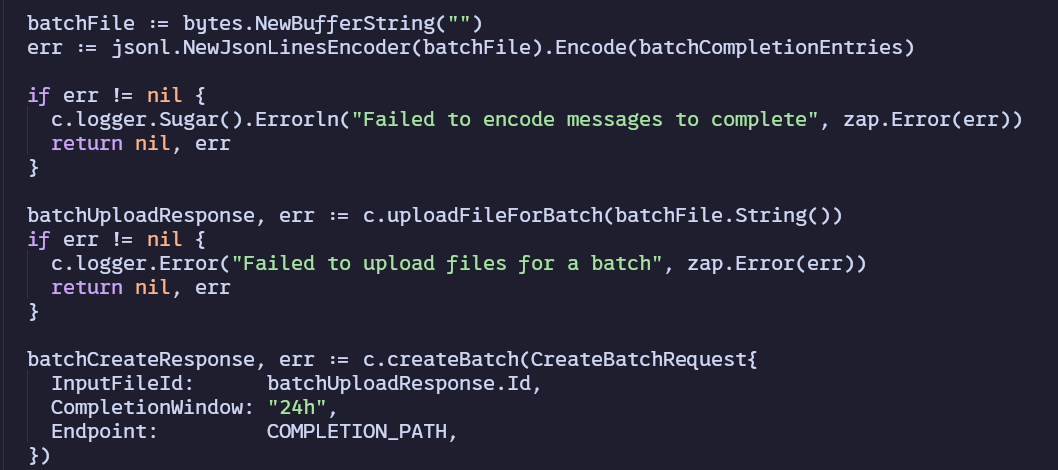 batchFile := bytes.NewBufferString("")
err := jsonl.NewJsonLinesEncoder(batchFile).Encode(batchCompletionEntries)

if err != nil {
  c.logger.Sugar().Errorln("Failed to encode messages to complete", zap.Error(err))
  return nil, err
}

batchUploadResponse, err := c.uploadFileForBatch(batchFile.String())
if err != nil {
  c.logger.Error("Failed to upload files for a batch", zap.Error(err))
  return nil, err
}

batchCreateResponse, err := c.createBatch(CreateBatchRequest{
  InputFileId:      batchUploadResponse.Id,
  CompletionWindow: "24h",
  Endpoint:         COMPLETION_PATH,
})